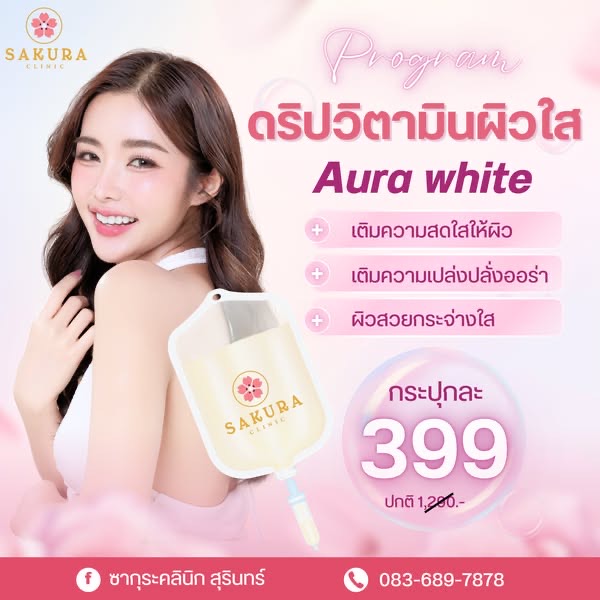 SAKURA
CLINIC
Program
ดริปวิตามินผิวใส
Aura white
เติมความสดใสให้ผิว
เติมความเปล่งปลั่งออร่า
ผิวสวยกระจ่างใส
SAKURA
CLINIC
กระปุกละ
399
ปกติ 1,290.-
ซากุระคลินิก สุรินทร์
083-689-7878